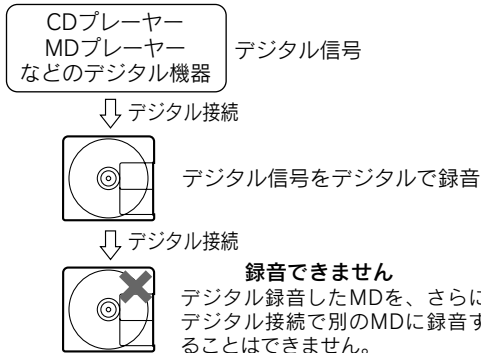 CDプレーヤー
MDプレーヤー
などのデジタル機器
デジタル信号
デジタル接続
デジタル信号をデジタルで録音
デジタル接続
録音できません
デジタル録音したMDを、さらに
デジタル接続で別のMDに録音す
ることはできません。